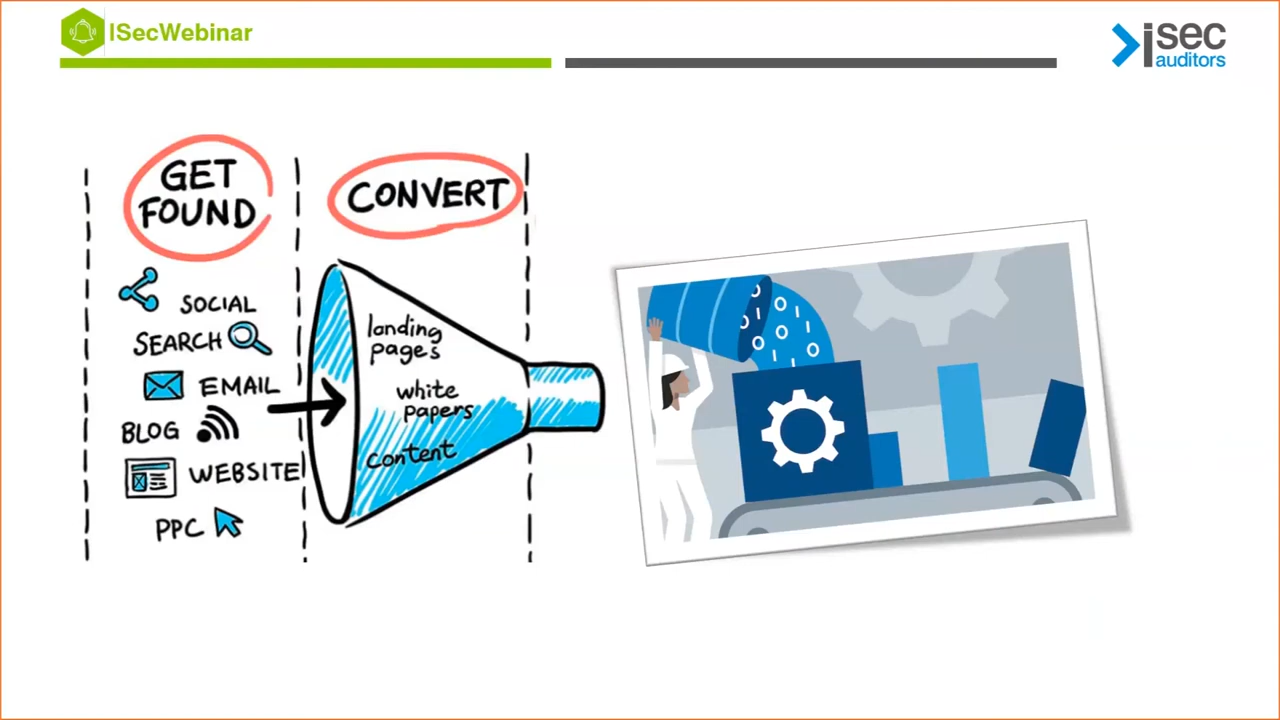 ISecWebinar
isec
auditors
GET
FOUND
SOCIAL
SEARCH
EMAIL
BLOG
WEBSITE
PPC
CONVERT
landing
pages
white
papers
content